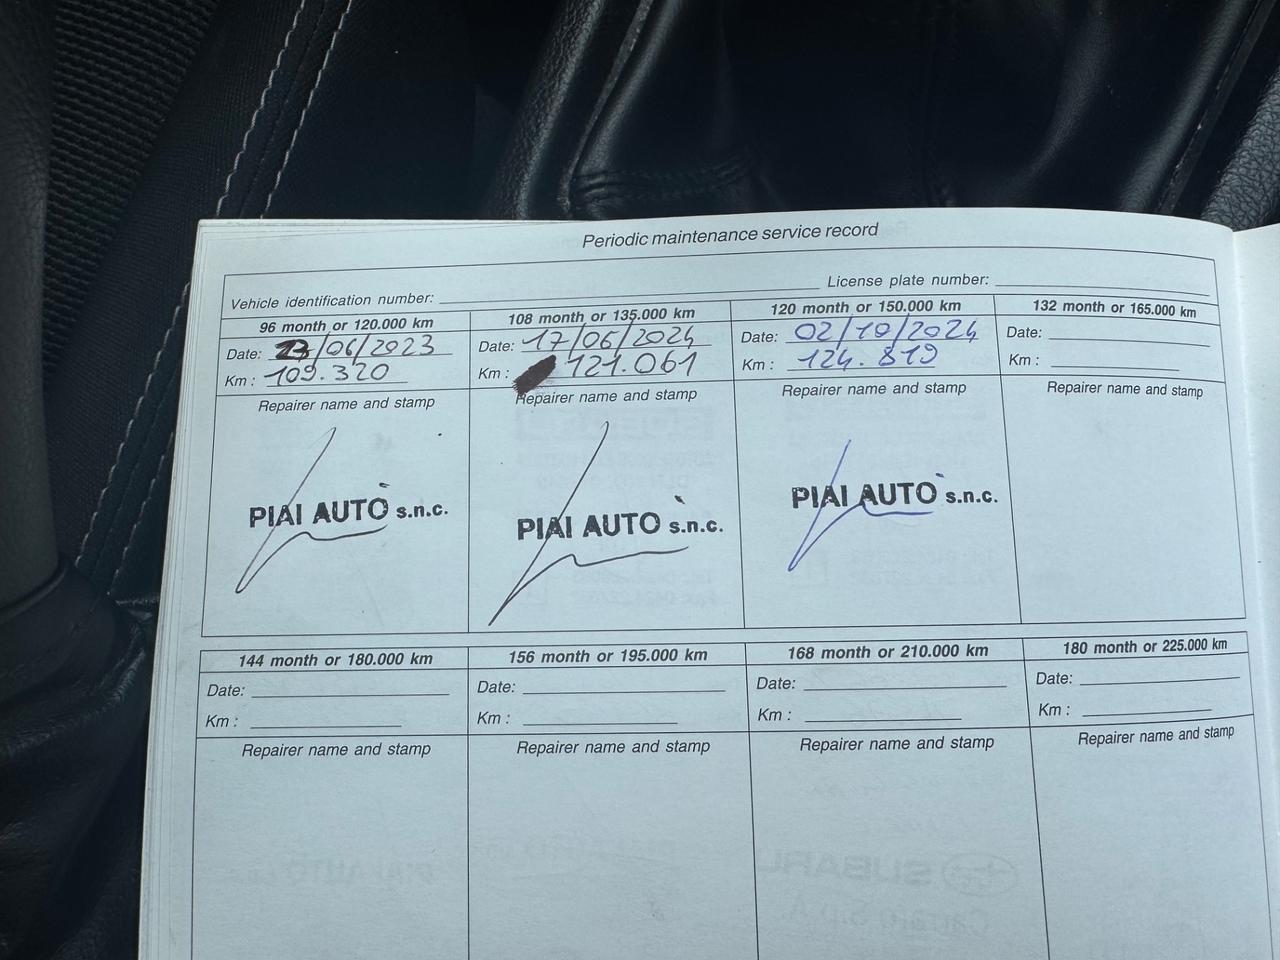 Periodic maintenance service record
Vehicle identification number:
License plate number:
96 month or 120.000 km
Date: 23/06/2023
Km : 109.320
Repairer name and stamp
PIAI AUTO s.n.c.
108 month or 135.000 km
Date: 17/06/2024
Km : 121.061
Repairer name and stamp
PIAI AUTO s.n.c.
120 month or 150.000 km
Date: 02/10/2024
Km : 124.819
Repairer name and stamp
PIAI AUTO s.n.c.
132 month or 165.000 km
Date:
Km :
Repairer name and stamp
144 month or 180.000 km
Date:
Km :
Repairer name and stamp
156 month or 195.000 km
Date:
Km :
Repairer name and stamp
168 month or 210.000 km
Date:
Km :
Repairer name and stamp
180 month or 225.000 km
Date:
Km :
Repairer name and stamp